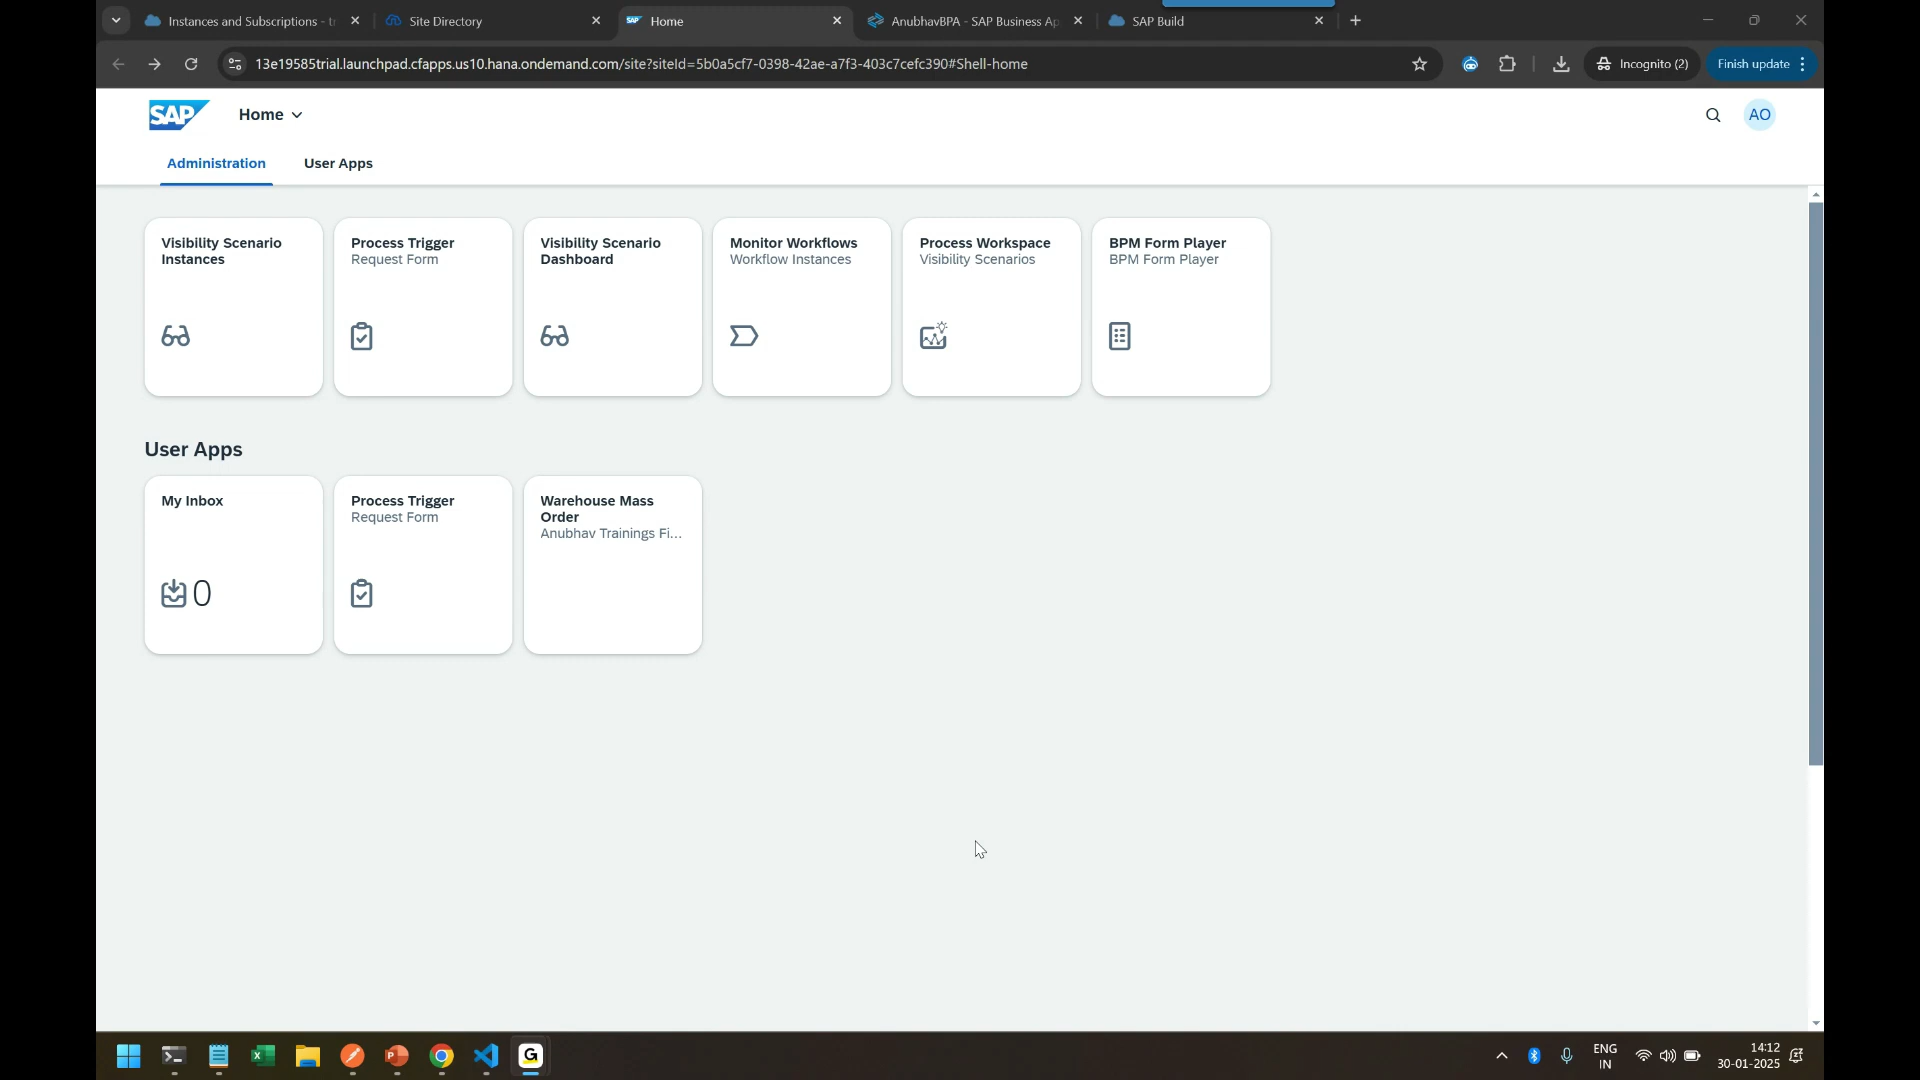 Instances and Subscriptions - tr
Site Directory
Home
AnubhavBPA - SAP Business Ap
SAP Build
13e19585trial.launchpad.cfapps.us10.hana.ondemand.com/site?siteId=5b0a5cf7-0398-42ae-a7f3-403c7cefc390#Shell-home
Incognito (2)
Finish update
SAP
Home
AO
Administration
User Apps
Visibility Scenario
Instances
Process Trigger
Request Form
Visibility Scenario
Dashboard
Monitor Workflows
Workflow Instances
Process Workspace
Visibility Scenarios
BPM Form Player
BPM Form Player
User Apps
My Inbox
0
Process Trigger
Request Form
Warehouse Mass
Order
Anubhav Trainings Fi...
ENG
IN
14:12
30-01-2025